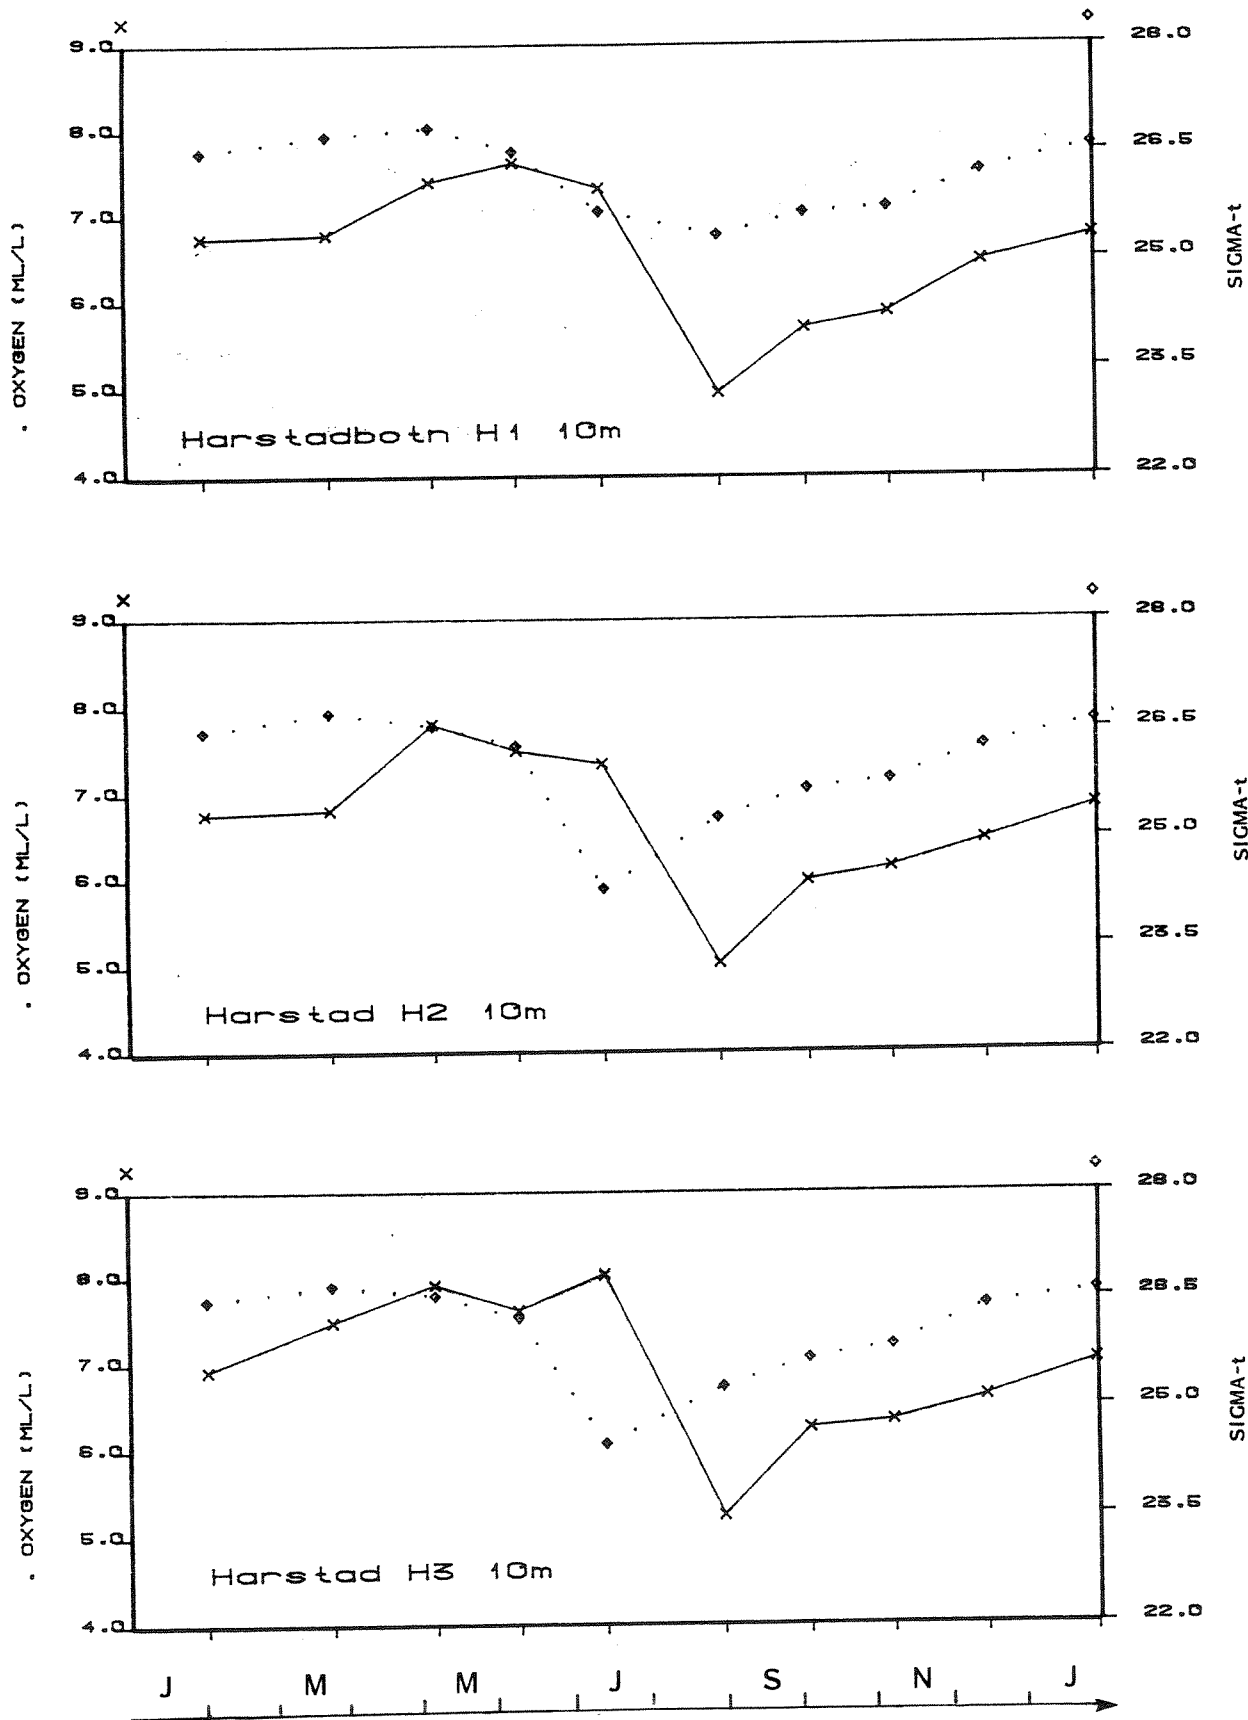 × ◇
9.0 28.0
8.0 26.5
7.0 25.0
6.0 23.5
5.0
4.0 22.0
. OXYGEN (ML/L)
SIGMA-t
Harstadbotn H1 10m
× ◇
9.0 28.0
8.0 26.5
7.0 25.0
6.0 23.5
5.0
4.0 22.0
. OXYGEN (ML/L)
SIGMA-t
Harstad H2 10m
× ◇
9.0 28.0
8.0 26.5
7.0 25.0
6.0 23.5
5.0
4.0 22.0
. OXYGEN (ML/L)
SIGMA-t
Harstad H3 10m
J M M J S N J